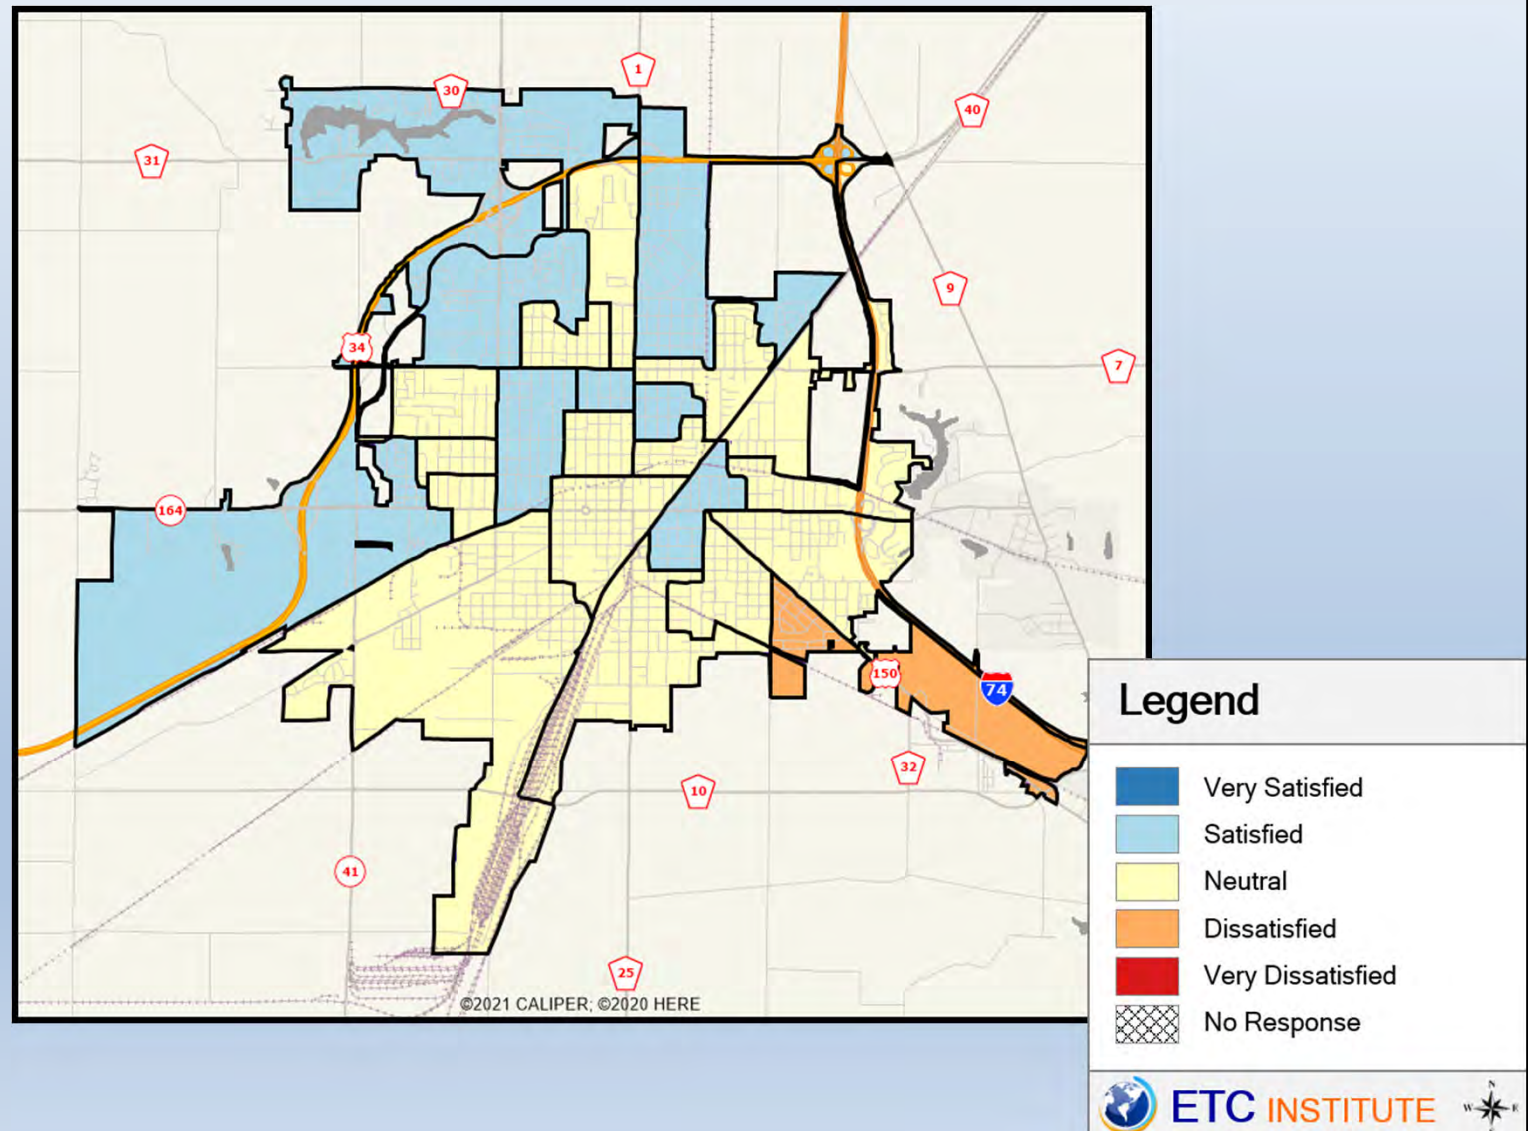 1
30
40
31
9
34
7
164
150
74
32
10
41
25
©2021 CALIPER; ©2020 HERE
Legend
Very Satisfied
Satisfied
Neutral
Dissatisfied
Very Dissatisfied
No Response
ETC INSTITUTE
N
W E